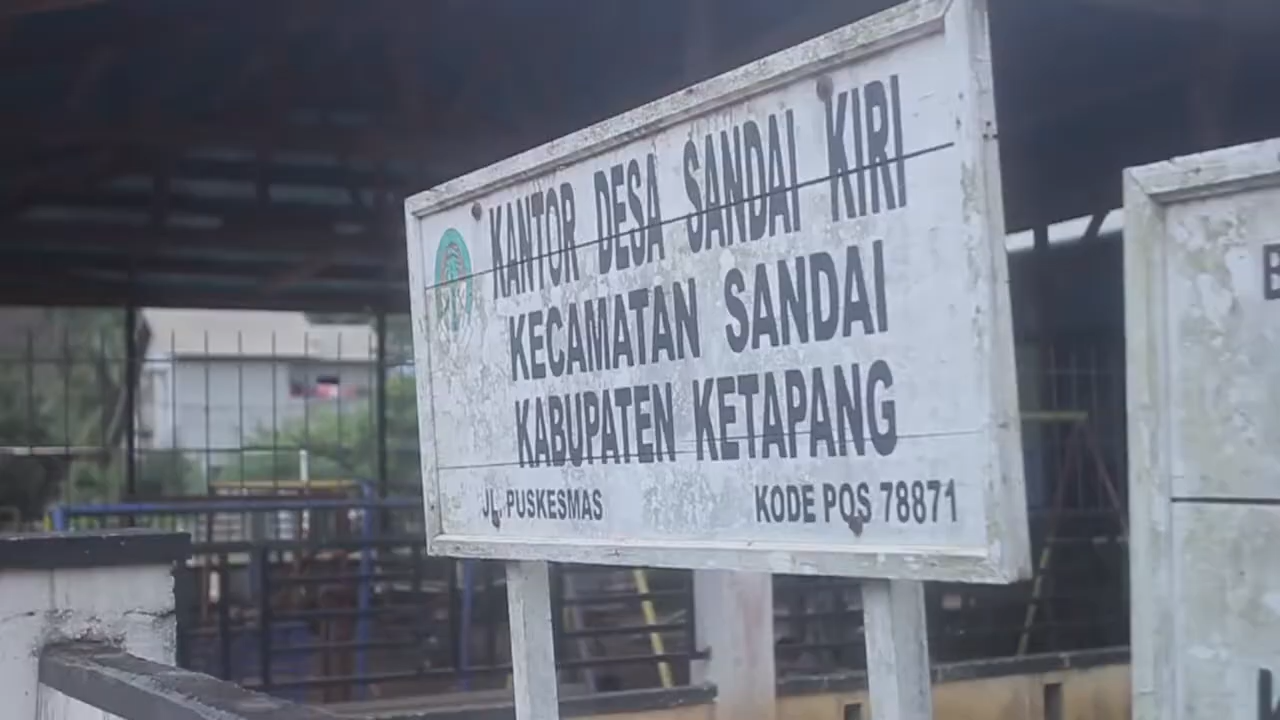 KANTOR DESA SANDAI KIRI
KECAMATAN SANDAI
KABUPATEN KETAPANG
JL. PUSKESMAS KODE POS 78871